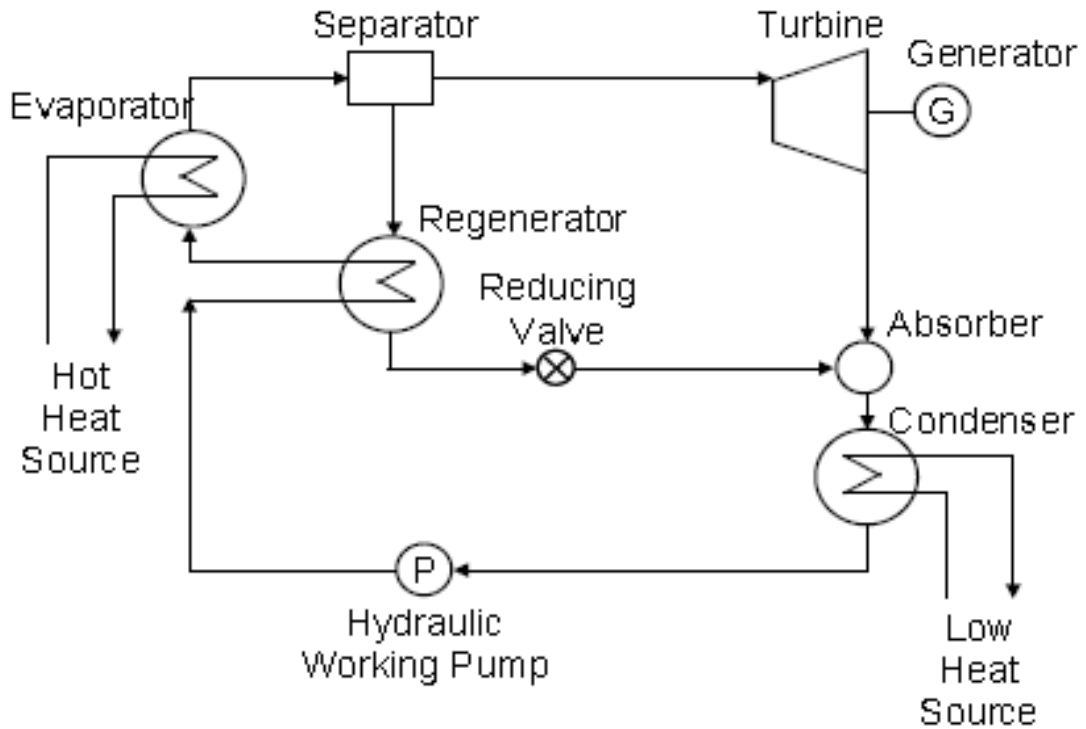 Separator
Turbine
Generator
G
Evaporator
Regenerator
Reducing
Valve
Absorber
Hot
Heat
Source
Condenser
P
Hydraulic
Working Pump
Low
Heat
Source